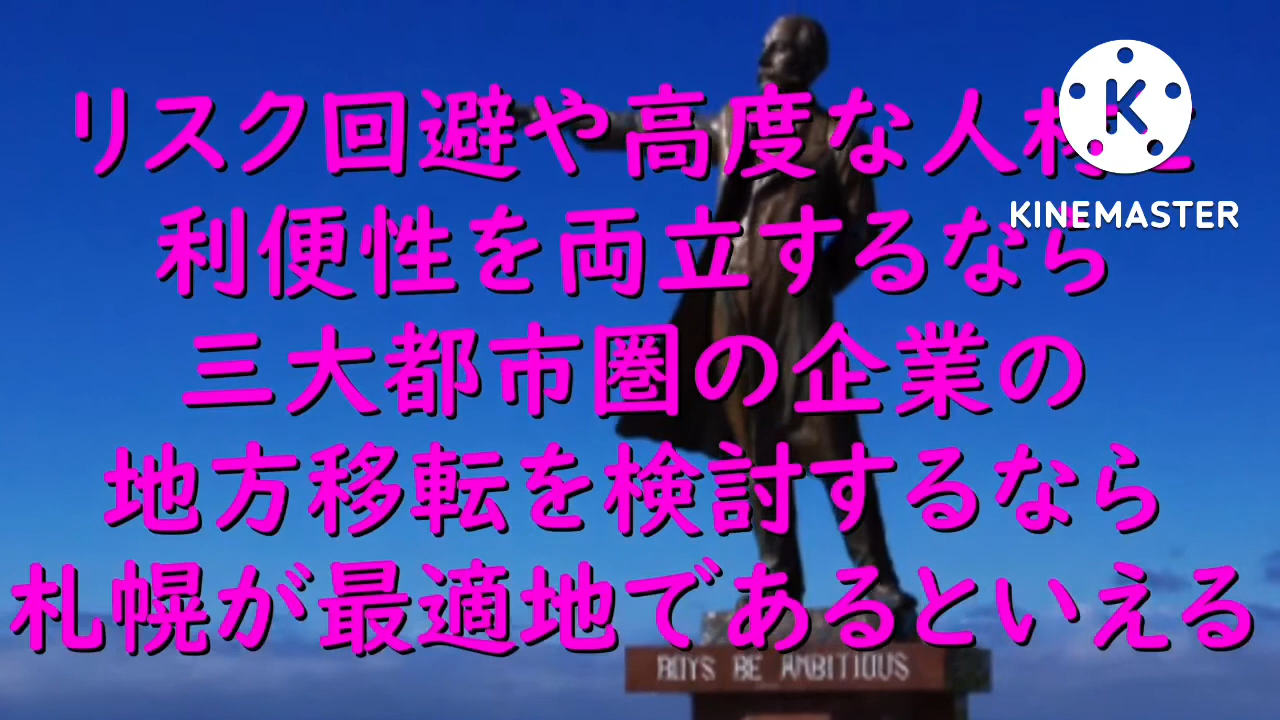 リスク回避や高度な人材と
利便性を両立するなら
三大都市圏の企業の
地方移転を検討するなら
札幌が最適地であるといえる
K
KINEMASTER
BOYS BE AMBITIOUS